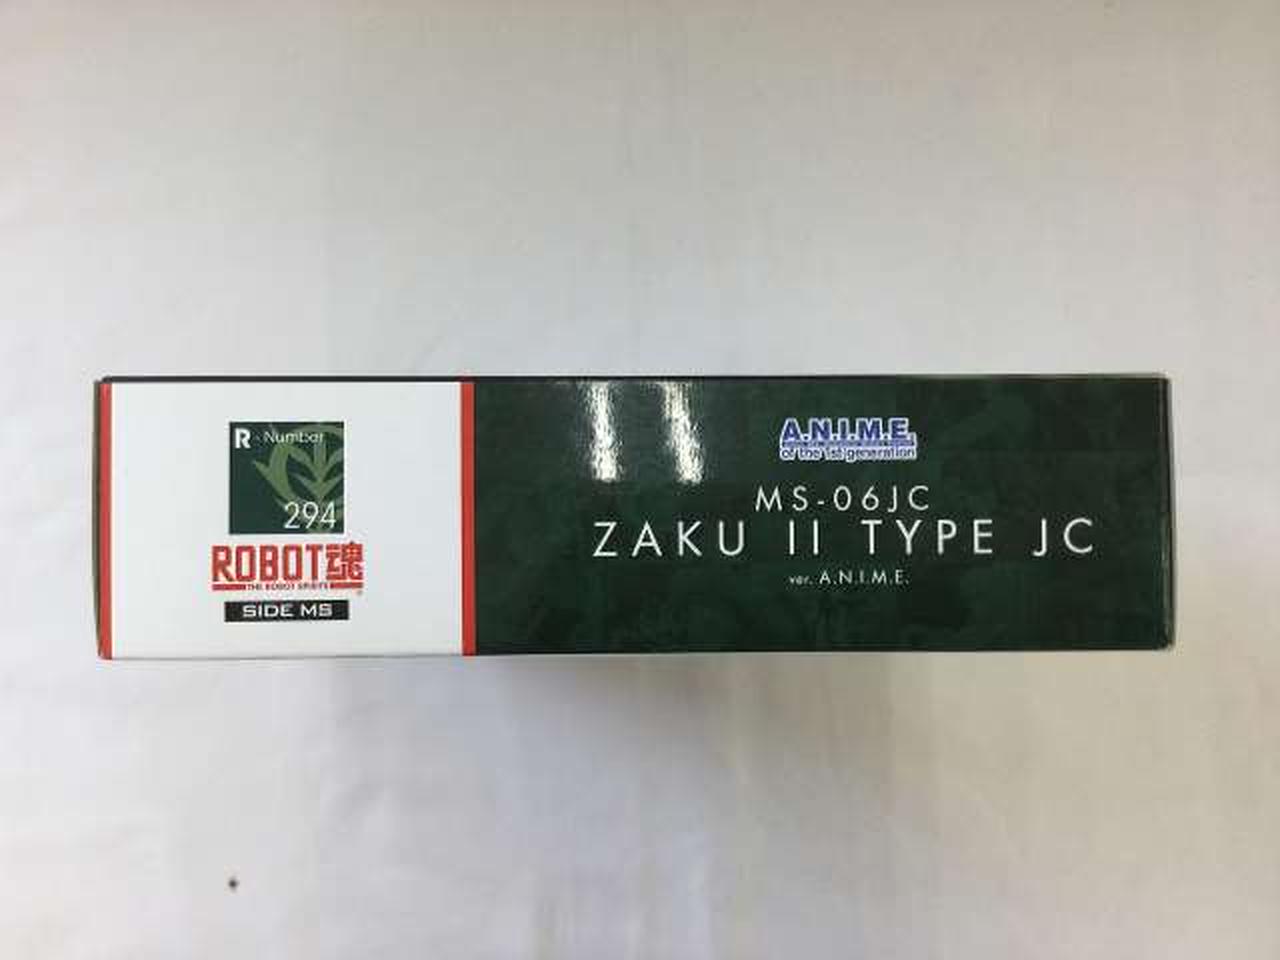 R - Number
294
ROBOT魂
THE ROBOT SPIRITS
SIDE MS
A.N.I.M.E.
of the 1st generation
MS-06JC
ZAKU II TYPE JC
ver. A.N.I.M.E.